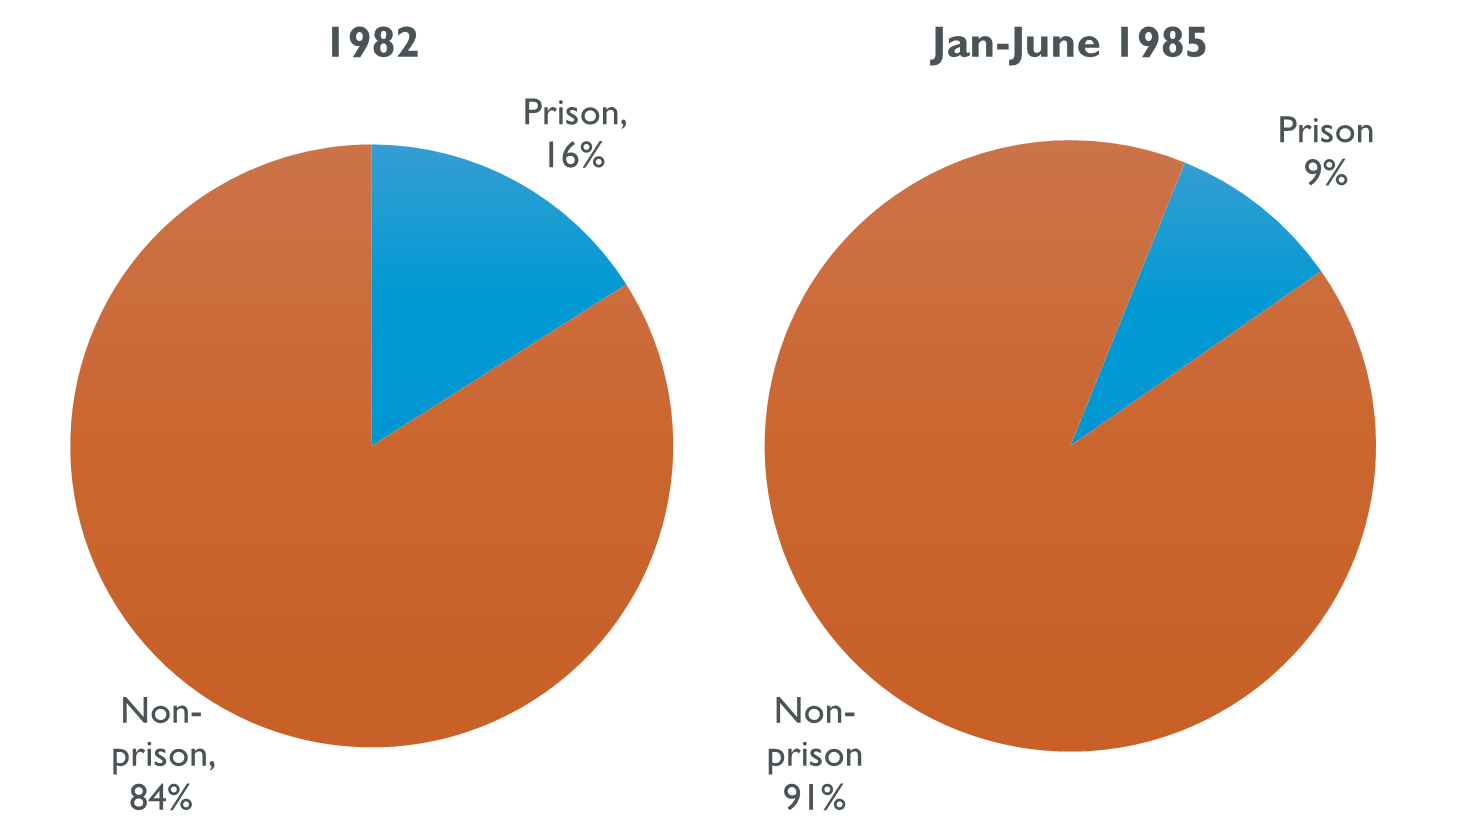 1982
Prison,
16%
Non-
prison,
84%
Jan-June 1985
Prison
9%
Non-
prison
91%